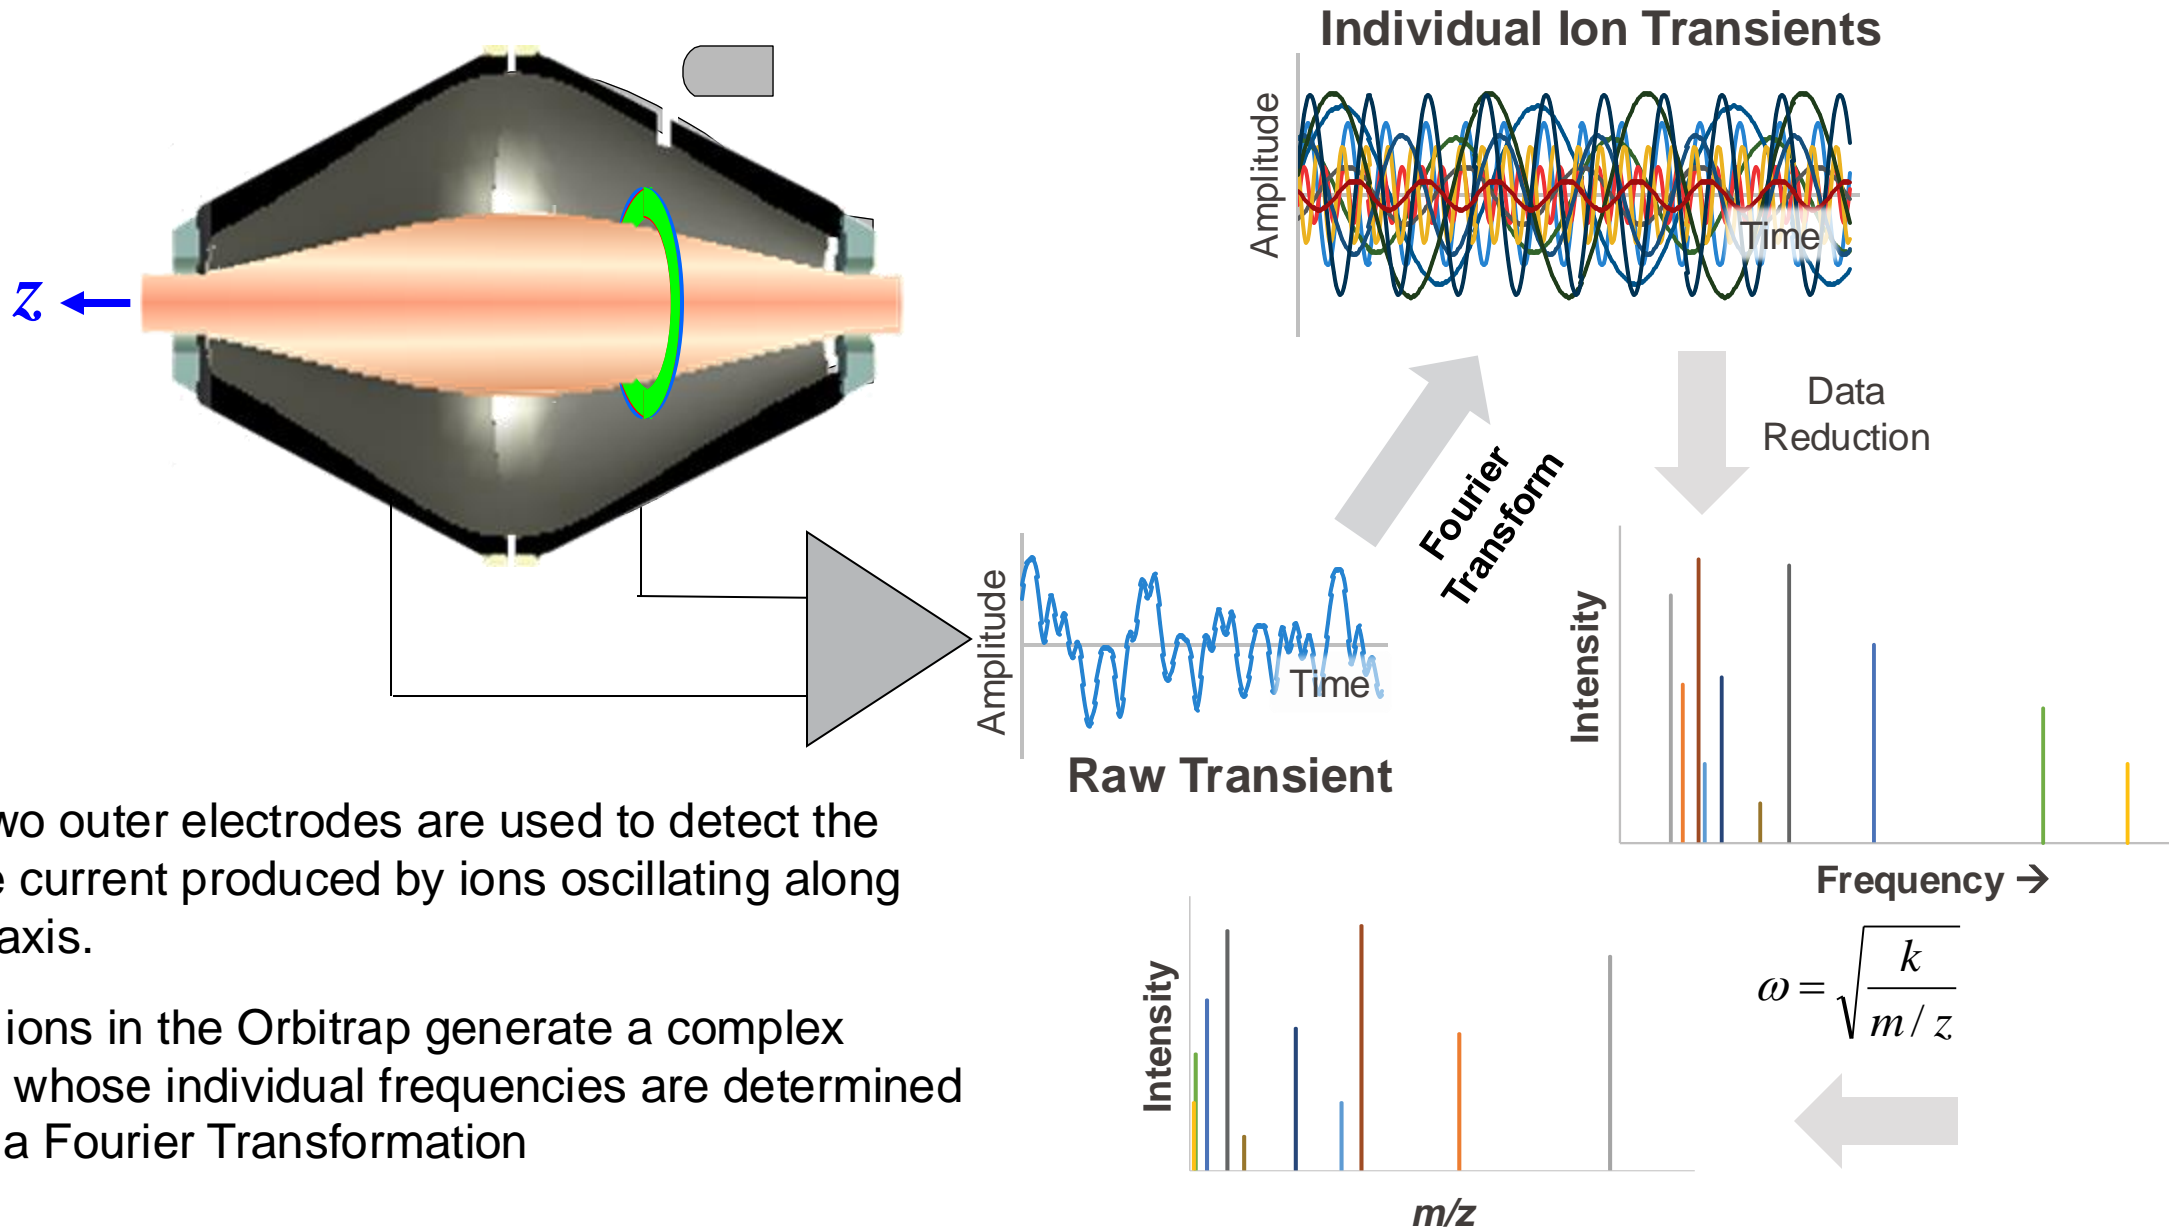 Individual Ion Transients
Amplitude
Time
z
Data
Reduction
Fourier
Transform
Amplitude
Time
Raw Transient
Intensity
Frequency →
wo outer electrodes are used to detect the
e current produced by ions oscillating along
axis.
ions in the Orbitrap generate a complex
whose individual frequencies are determined
a Fourier Transformation
ω = √(k / (m / z))
Intensity
m/z